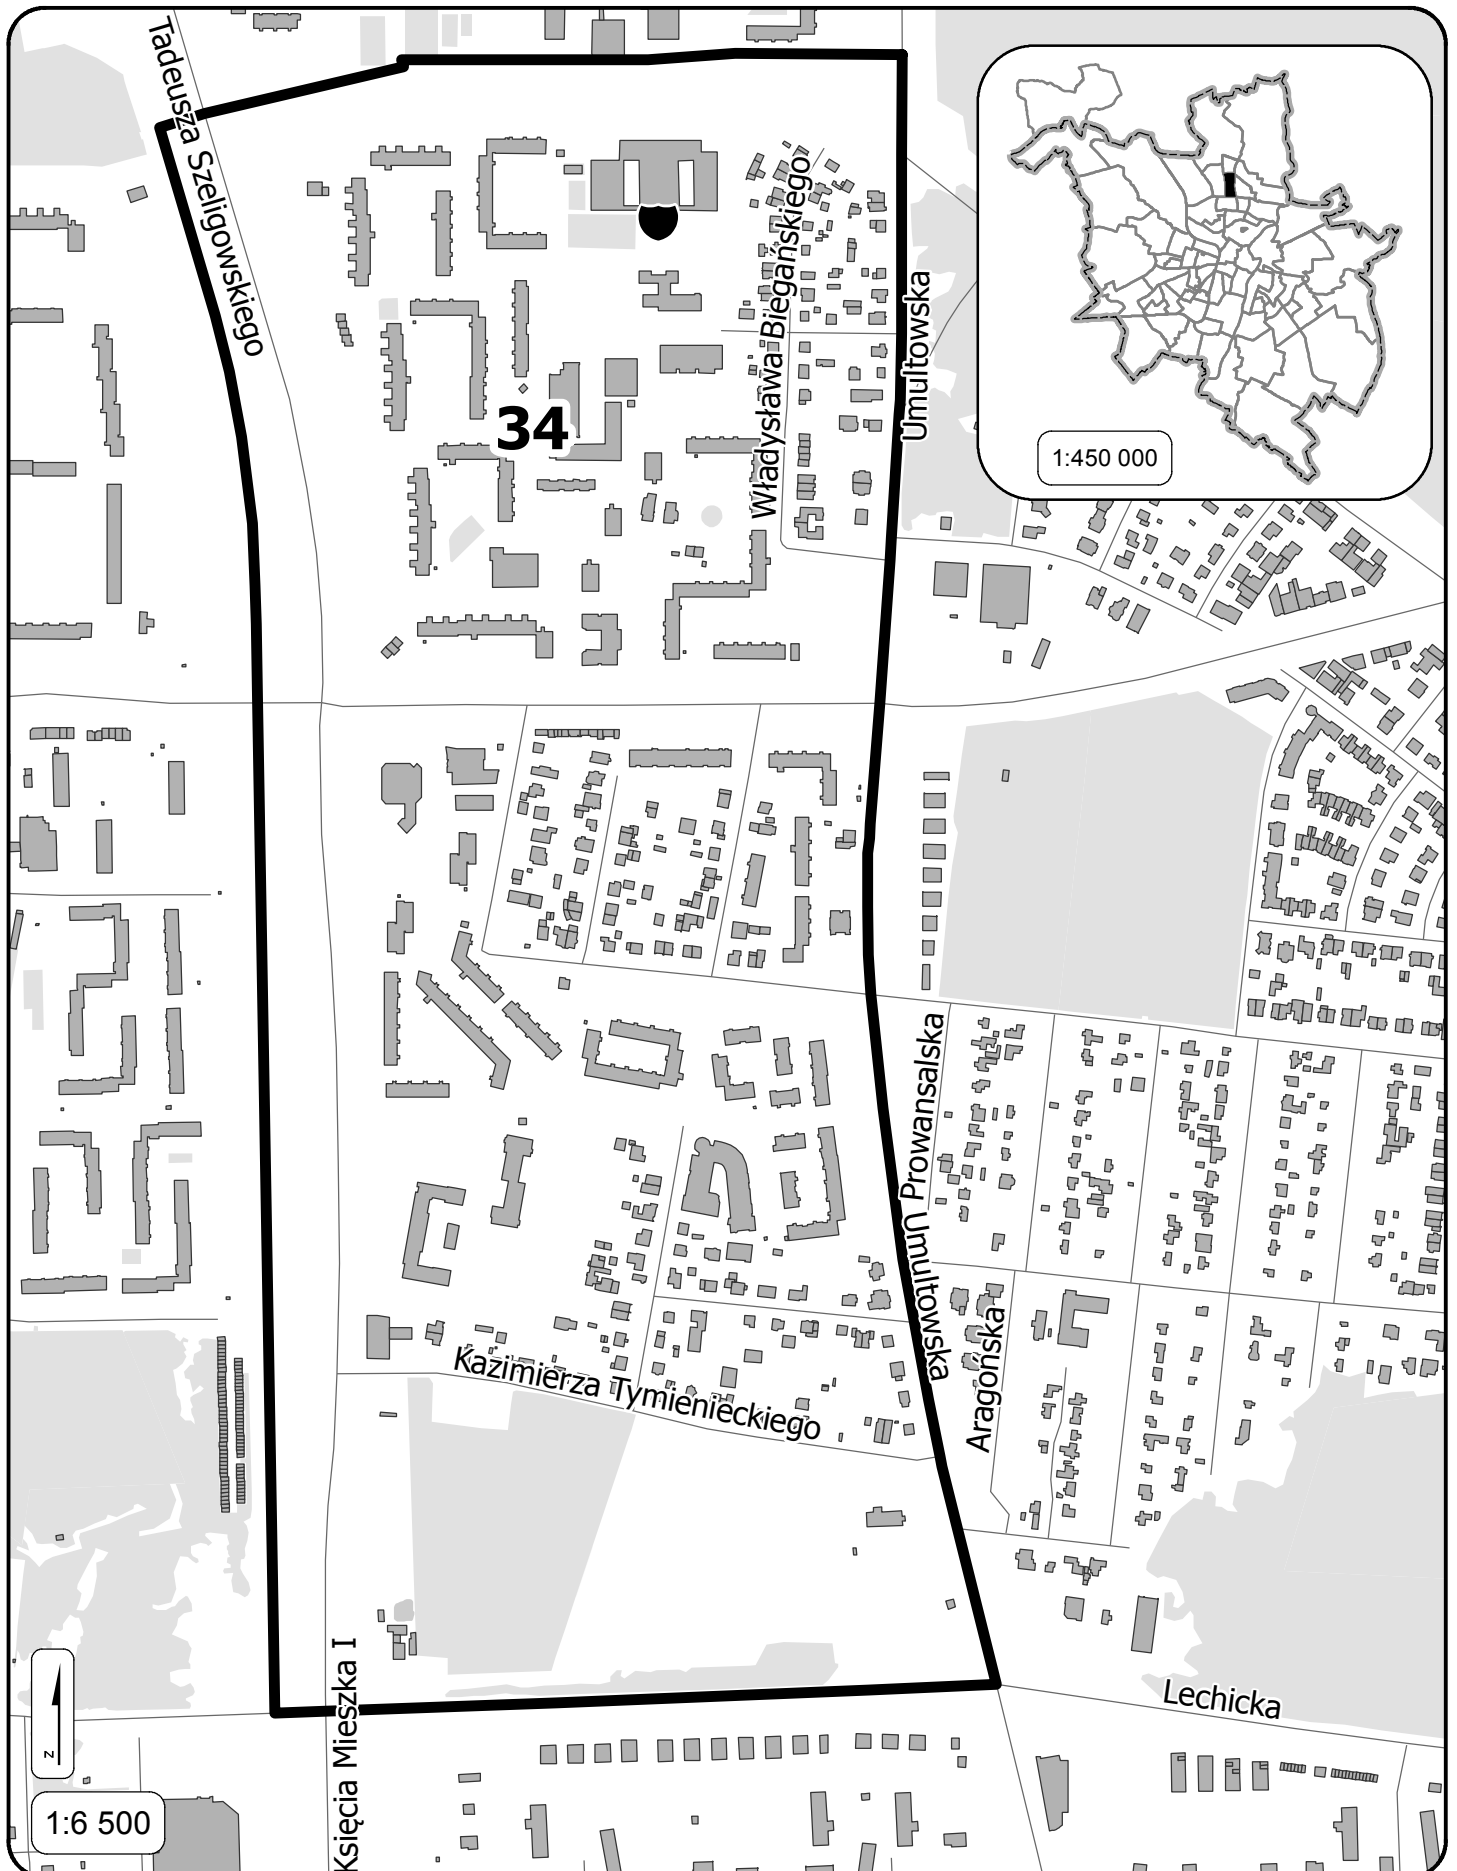 Tadeusza Szeligowskiego
Władysława Biegańskiego
Umultowska
1:450 000
34
Prowansalska
Umultowska
Aragońska
Kazimierza Tymienieckiego
Księcia Mieszka I
Lechicka
N
1:6 500